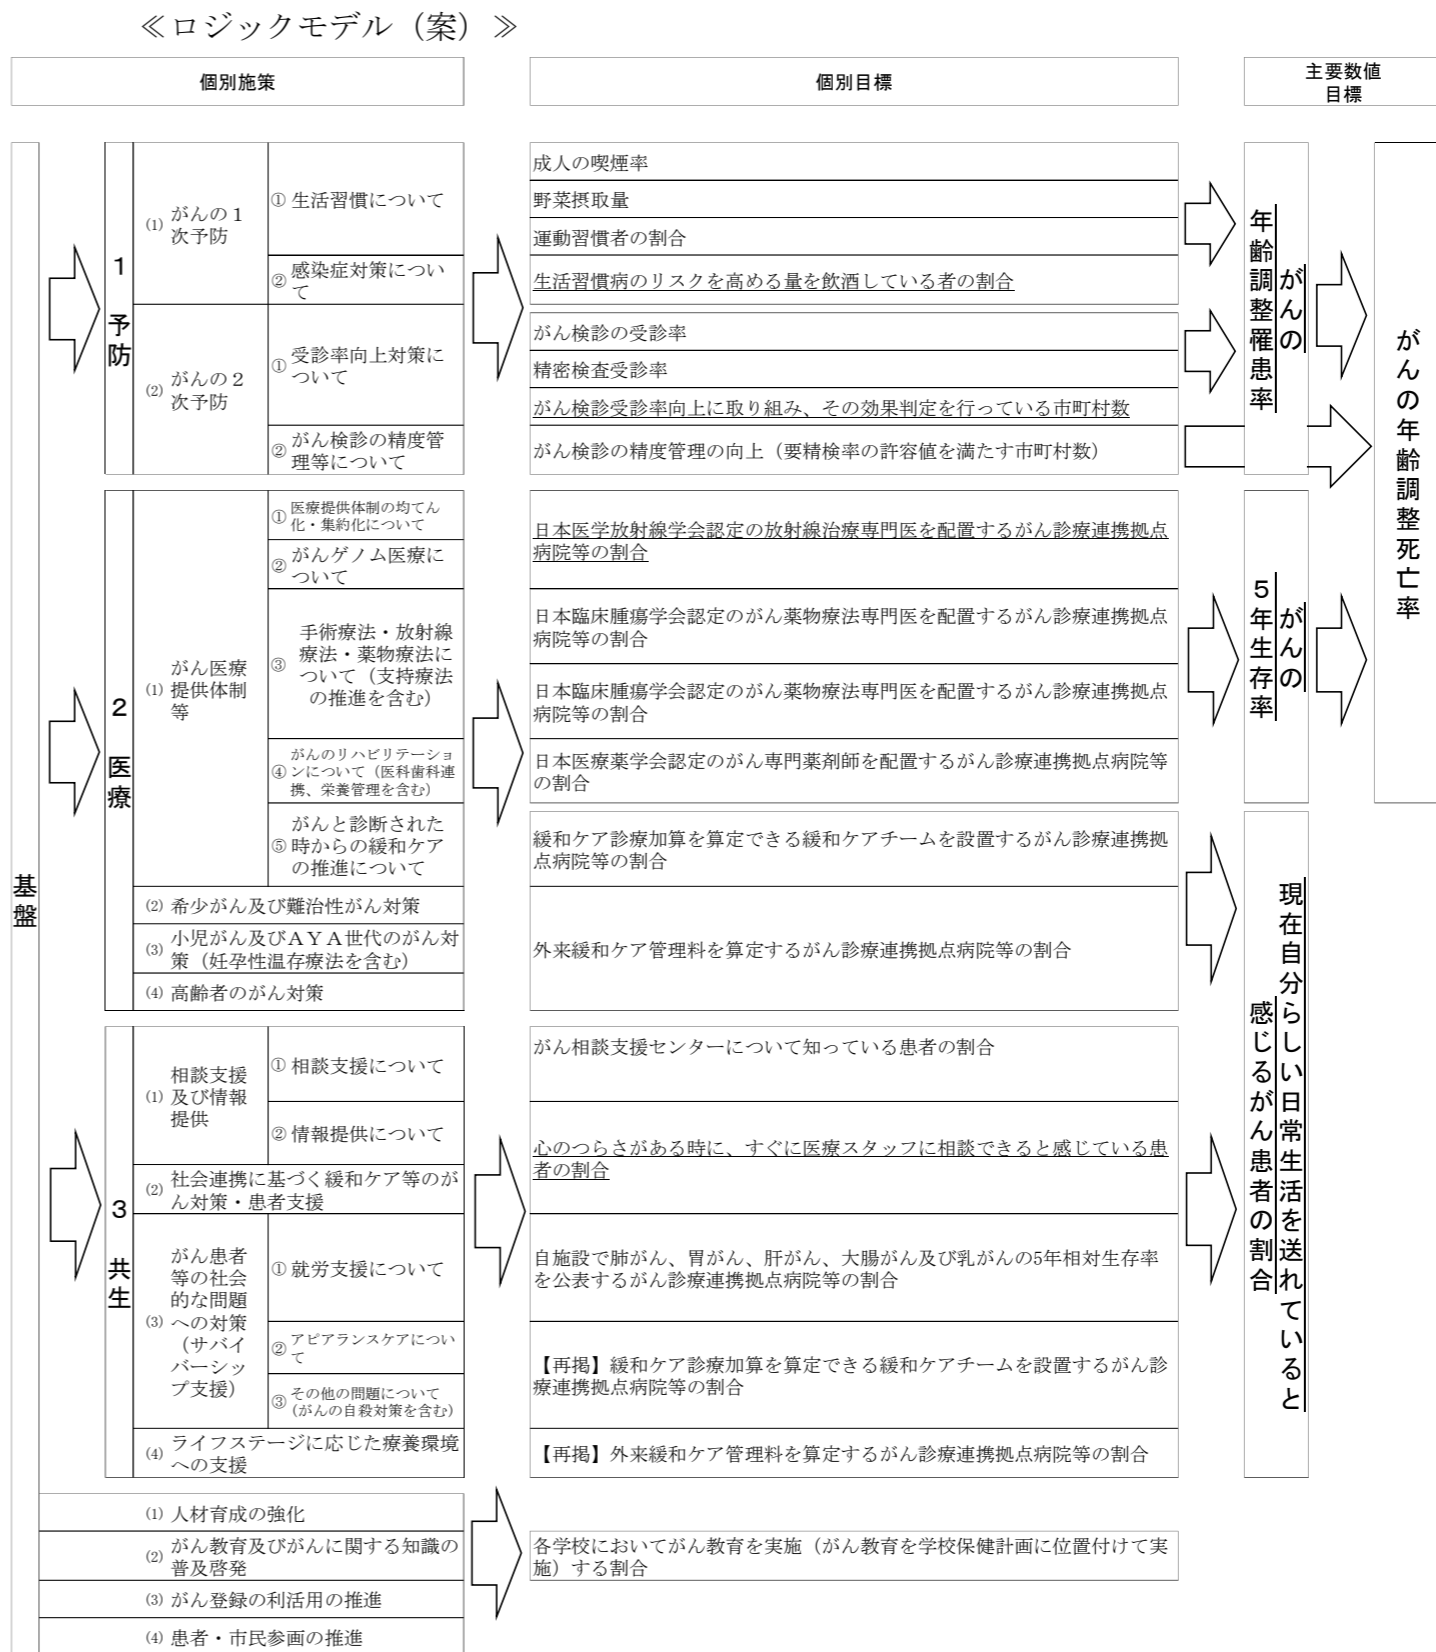 ≪ロジックモデル（案）≫
個別施策
個別目標
主要数値
目標
基盤
１ 予防
⑴ がんの１
次予防
① 生活習慣について
② 感染症対策につい
て
⑵ がんの２
次予防
① 受診率向上対策に
ついて
② がん検診の精度管
理等について
成人の喫煙率
野菜摂取量
運動習慣者の割合
生活習慣病のリスクを高める量を飲酒している者の割合
がん検診の受診率
精密検査受診率
がん検診受診率向上に取り組み、その効果判定を行っている市町村数
がん検診の精度管理の向上（要精検率の許容値を満たす市町村数）
がんの
年齢調整罹患率
がんの年齢調整死亡率
２ 医療
⑴ がん医療
提供体制
等
① 医療提供体制の均てん
化・集約化について
② がんゲノム医療に
ついて
③ 手術療法・放射線
療法・薬物療法に
ついて（支持療法
の推進を含む）
④ がんのリハビリテーショ
ンについて（医科歯科連
携、栄養管理を含む）
⑤ がんと診断された
時からの緩和ケア
の推進について
⑵ 希少がん及び難治性がん対策
⑶ 小児がん及びＡＹＡ世代のがん対
策（妊孕性温存療法を含む）
⑷ 高齢者のがん対策
日本医学放射線学会認定の放射線治療専門医を配置するがん診療連携拠点
病院等の割合
日本臨床腫瘍学会認定のがん薬物療法専門医を配置するがん診療連携拠点
病院等の割合
日本臨床腫瘍学会認定のがん薬物療法専門医を配置するがん診療連携拠点
病院等の割合
日本医療薬学会認定のがん専門薬剤師を配置するがん診療連携拠点病院等
の割合
緩和ケア診療加算を算定できる緩和ケアチームを設置するがん診療連携拠
点病院等の割合
外来緩和ケア管理料を算定するがん診療連携拠点病院等の割合
がんの
５年生存率
現在自分らしい日常生活を送れていると
感じるがん患者の割合
３ 共生
⑴ 相談支援
及び情報
提供
① 相談支援について
② 情報提供について
⑵ 社会連携に基づく緩和ケア等のが
ん対策・患者支援
⑶ がん患者
等の社会
的な問題
への対策
（サバイ
バーシッ
プ支援）
① 就労支援について
② アピアランスケアについ
て
③ その他の問題について
（がんの自殺対策を含む）
⑷ ライフステージに応じた療養環境
への支援
がん相談支援センターについて知っている患者の割合
心のつらさがある時に、すぐに医療スタッフに相談できると感じている患
者の割合
自施設で肺がん、胃がん、肝がん、大腸がん及び乳がんの5年相対生存率
を公表するがん診療連携拠点病院等の割合
【再掲】緩和ケア診療加算を算定できる緩和ケアチームを設置するがん診
療連携拠点病院等の割合
【再掲】外来緩和ケア管理料を算定するがん診療連携拠点病院等の割合
⑴ 人材育成の強化
⑵ がん教育及びがんに関する知識の
普及啓発
⑶ がん登録の利活用の推進
⑷ 患者・市民参画の推進
各学校においてがん教育を実施（がん教育を学校保健計画に位置付けて実
施）する割合